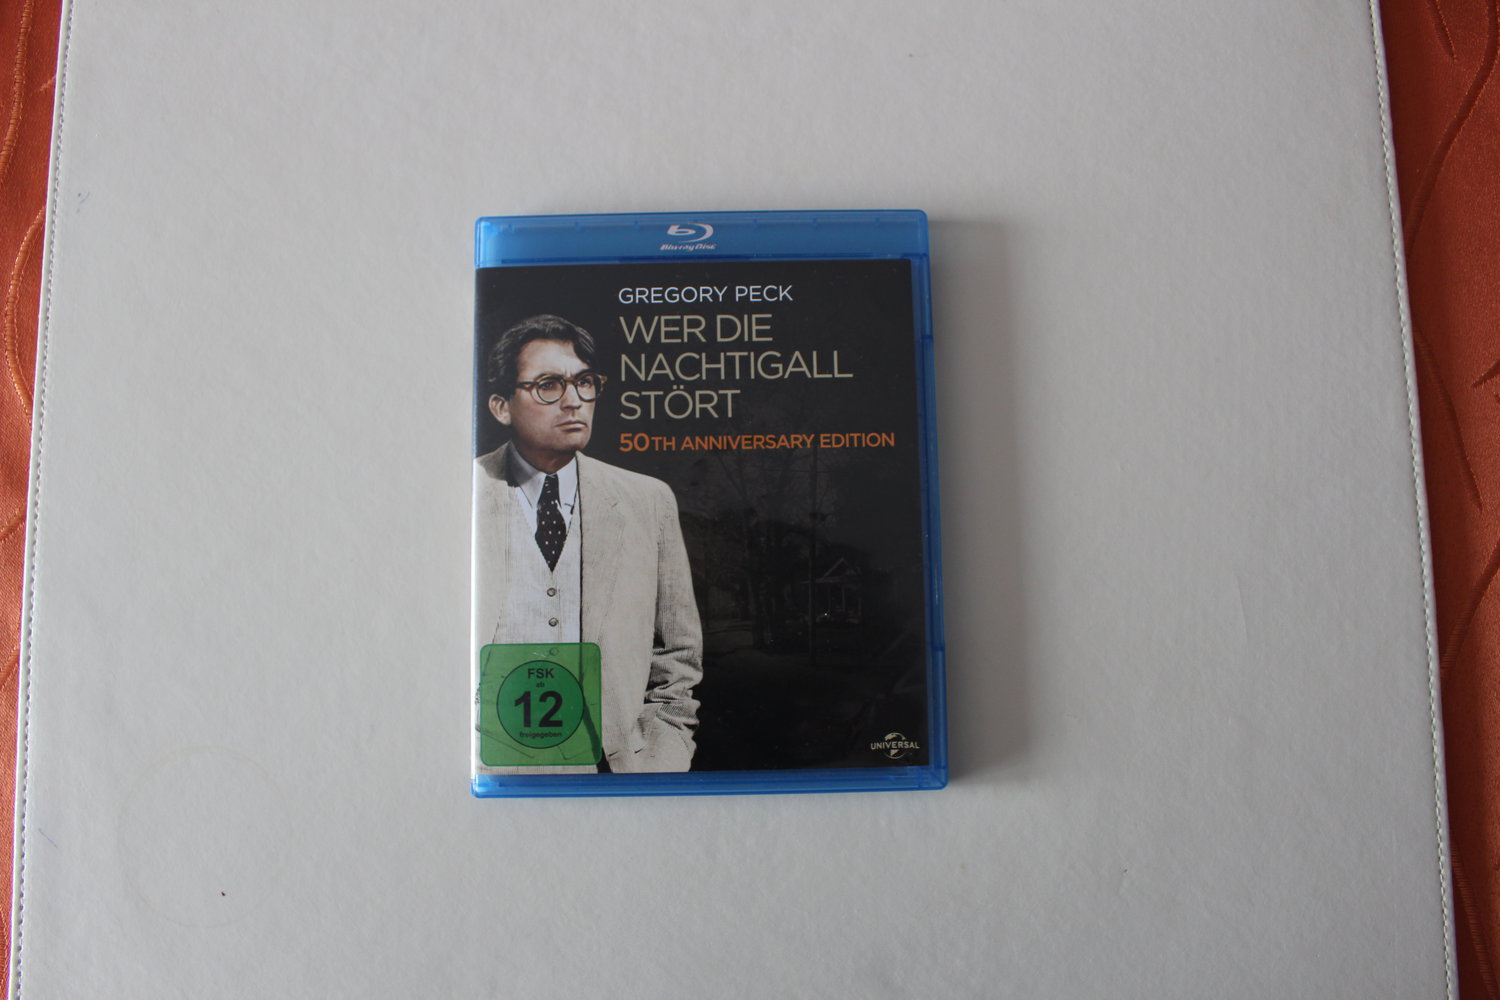 Blu-ray Disc
GREGORY PECK
WER DIE
NACHTIGALL
STÖRT
50TH ANNIVERSARY EDITION
FSK
ab
12
freigegeben
UNIVERSAL